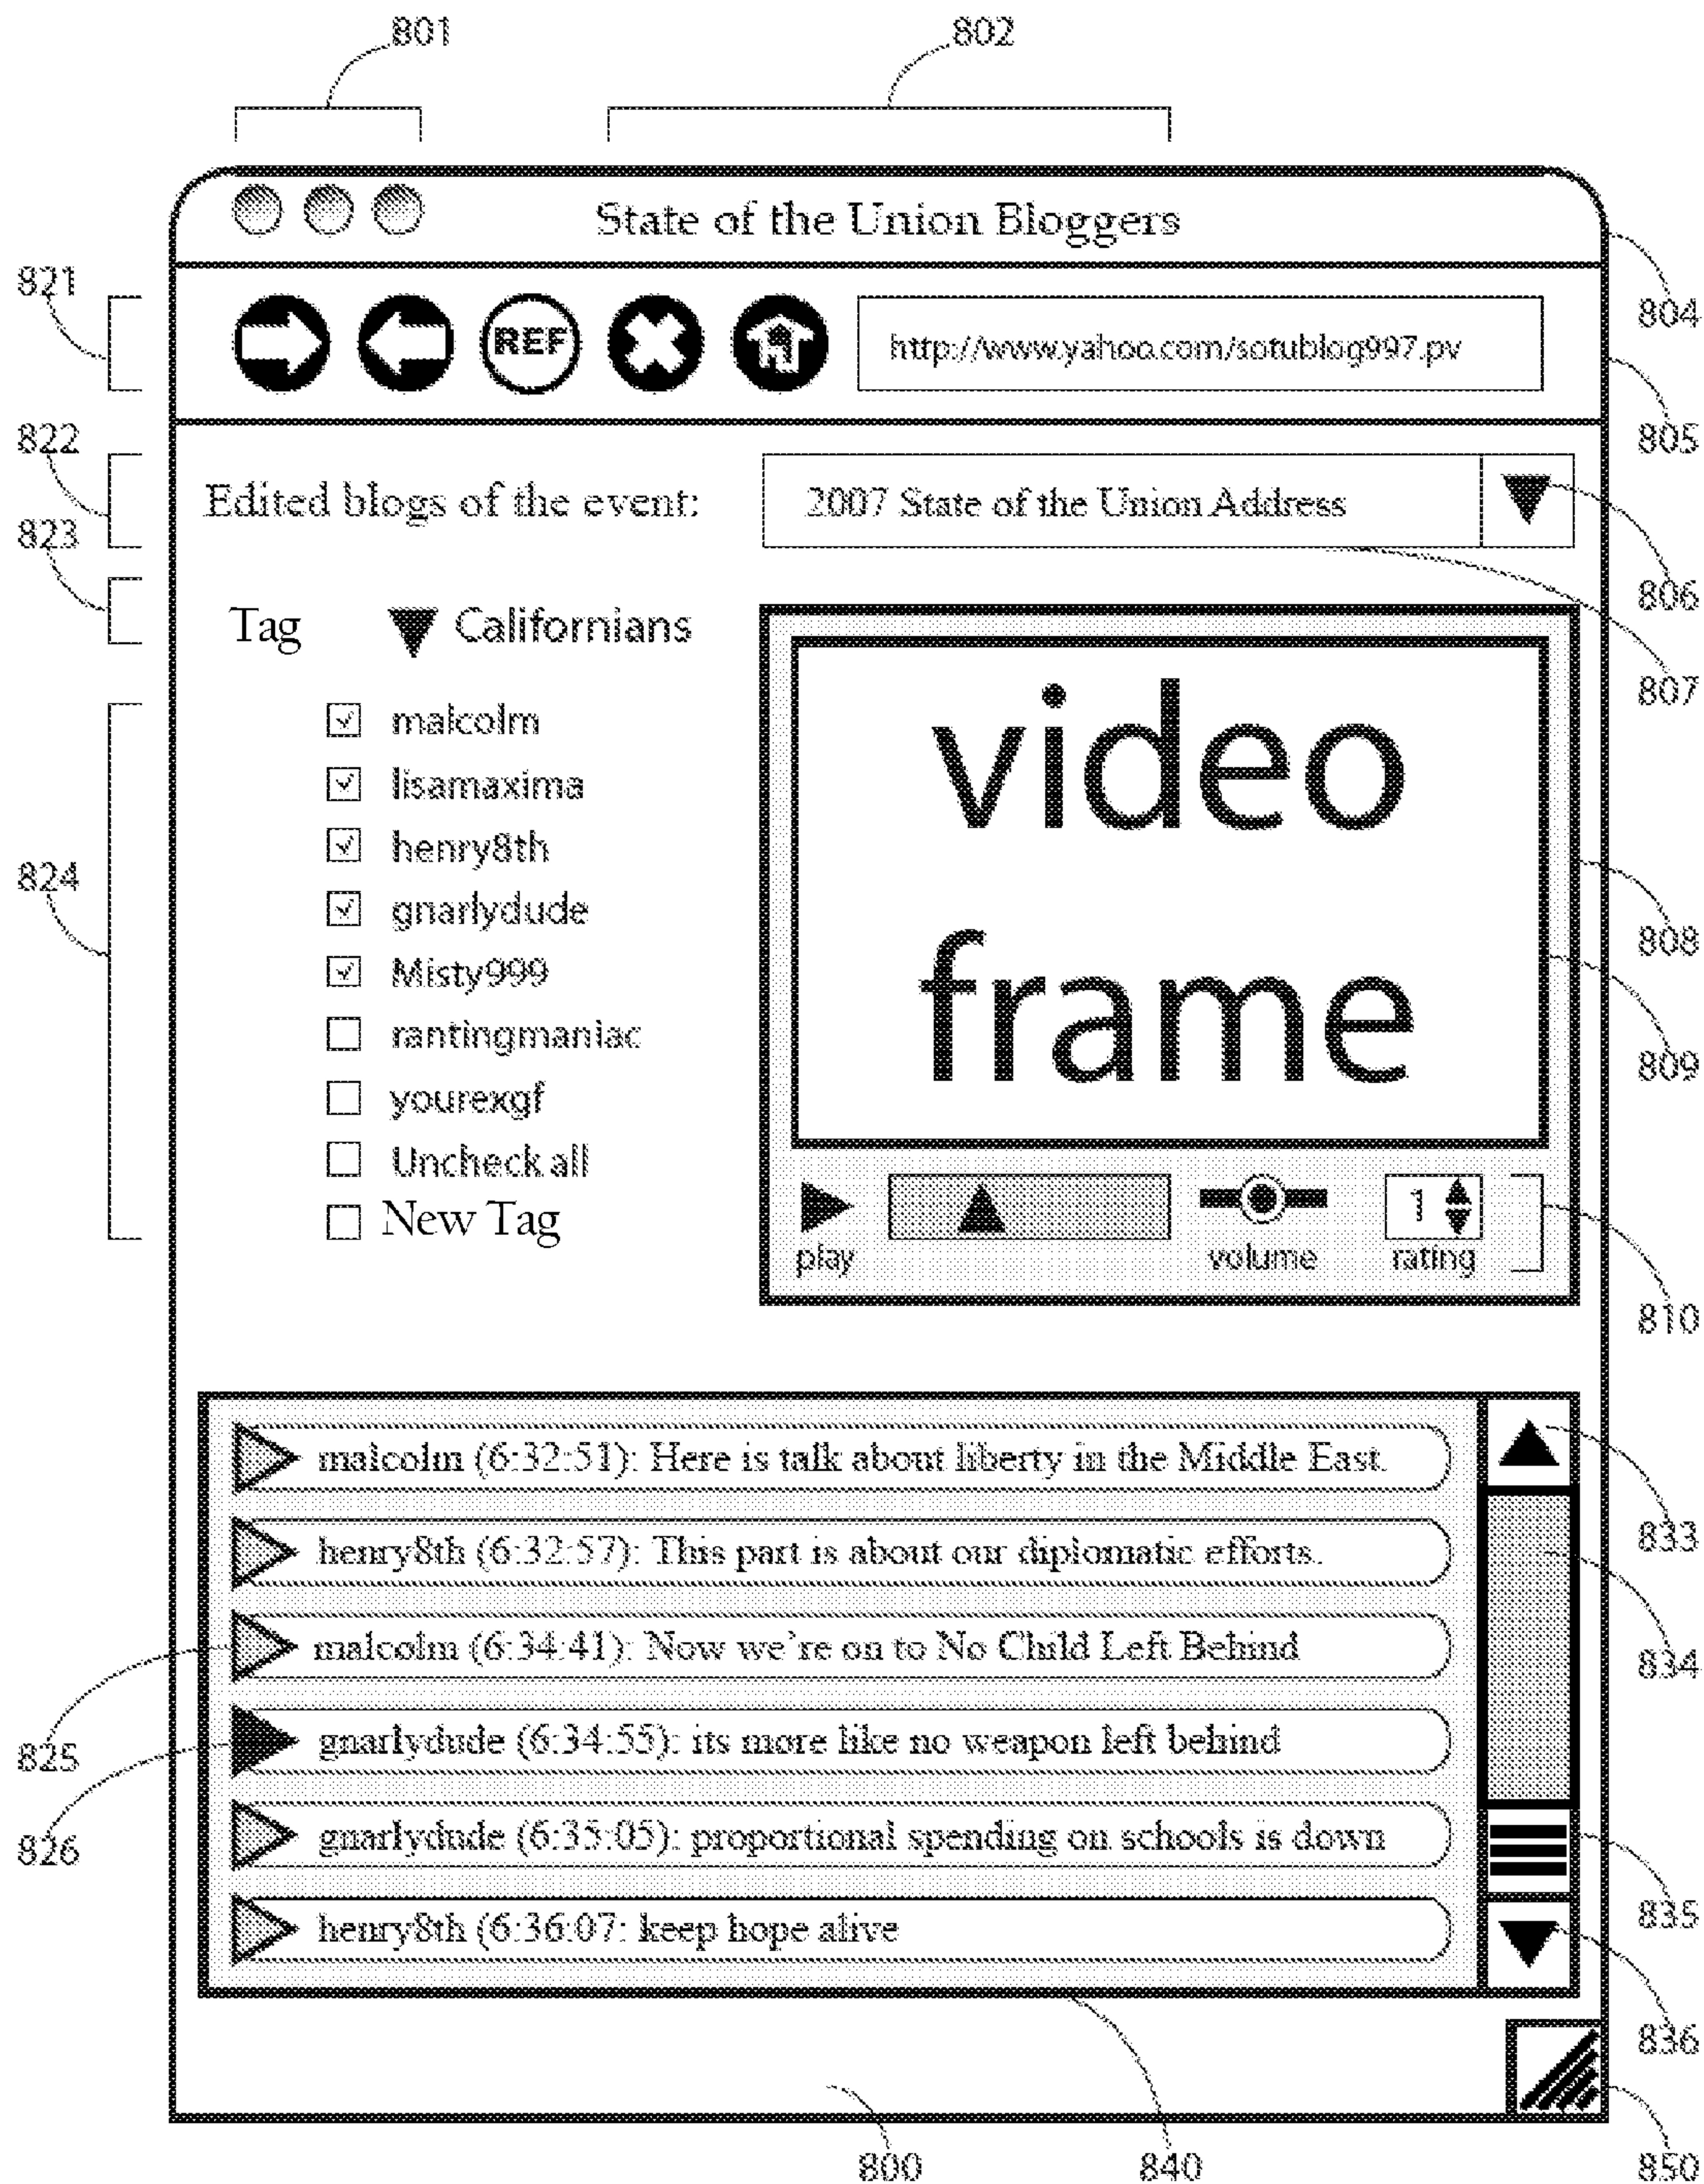 801
802
State of the Union Bloggers
804
821
REF
http://www.yahoo.com/sotublog997.pv
805
822
Edited blogs of the event:
2007 State of the Union Address
806
823
Tag
Californians
807
malcolm
lisamaxima
henry8th
gnarlydude
Misty999
rantingmaniac
yourexgf
Uncheck all
New Tag
824
video
frame
808
809
play
volume
1
rating
810
malcolm (6:32:51): Here is talk about liberty in the Middle East.
henry8th (6:32:57): This part is about our diplomatic efforts.
malcolm (6:34:41): Now we're on to No Child Left Behind
gnarlydude (6:34:55): its more like no weapon left behind
gnarlydude (6:35:05): proportional spending on schools is down
henry8th (6:36:07: keep hope alive
833
834
825
826
835
836
800
840
850